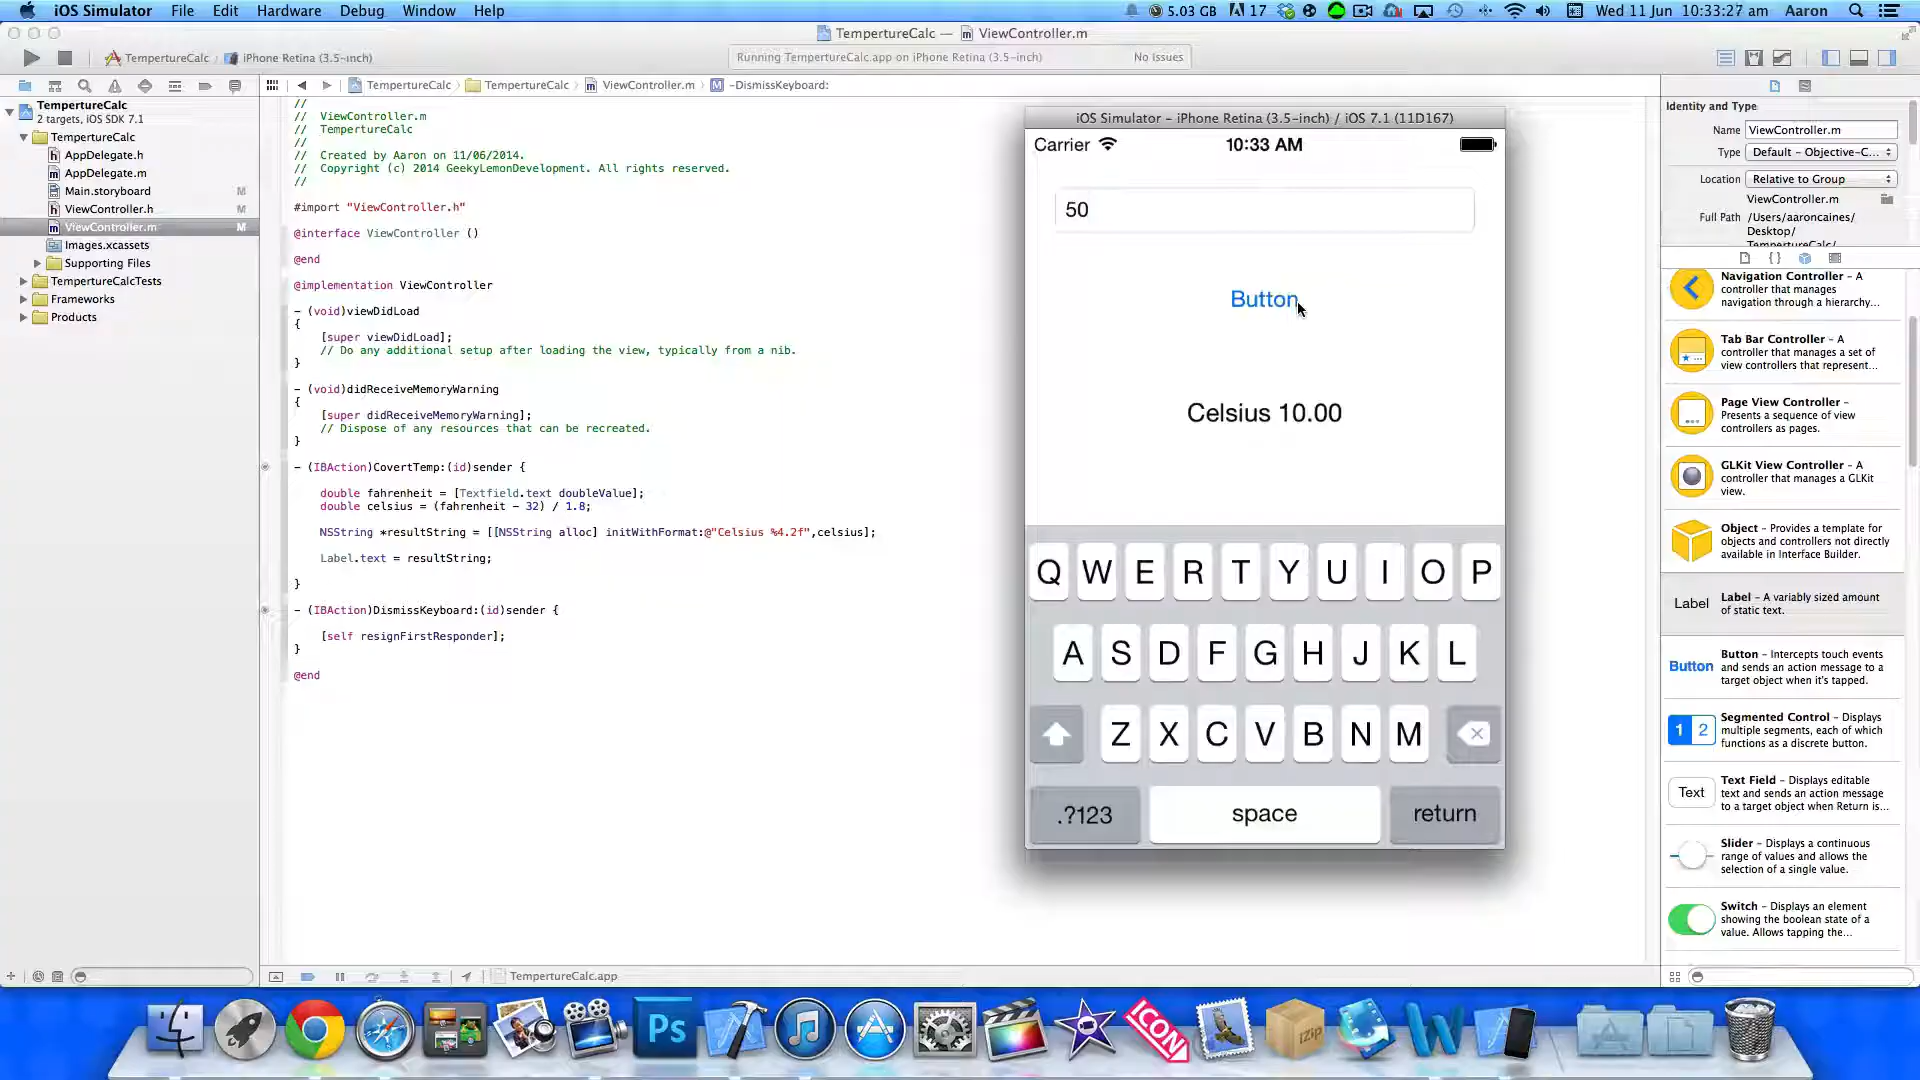 iOS Simulator File Edit Hardware Debug Window Help
5.03 GB 17 Wed 11 Jun 10:33:27 am Aaron
TempertureCalc — ViewController.m
TempertureCalc iPhone Retina (3.5-inch)
Running TempertureCalc.app on iPhone Retina (3.5-inch) No Issues
TempertureCalc TempertureCalc ViewController.m -DismissKeyboard:
TempertureCalc
2 targets, iOS SDK 7.1
TempertureCalc
AppDelegate.h
AppDelegate.m
Main.storyboard M
ViewController.h M
ViewController.m M
Images.xcassets
Supporting Files
TempertureCalcTests
Frameworks
Products
//
// ViewController.m
// TempertureCalc
//
// Created by Aaron on 11/06/2014.
// Copyright (c) 2014 GeekyLemonDevelopment. All rights reserved.
//
#import "ViewController.h"
@interface ViewController ()
@end
@implementation ViewController
- (void)viewDidLoad
{
[super viewDidLoad];
// Do any additional setup after loading the view, typically from a nib.
}
- (void)didReceiveMemoryWarning
{
[super didReceiveMemoryWarning];
// Dispose of any resources that can be recreated.
}
- (IBAction)CovertTemp:(id)sender {
double fahrenheit = [Textfield.text doubleValue];
double celsius = (fahrenheit - 32) / 1.8;
NSString *resultString = [[NSString alloc] initWithFormat:@"Celsius %4.2f",celsius];
Label.text = resultString;
}
- (IBAction)DismissKeyboard:(id)sender {
[self resignFirstResponder];
}
@end
TempertureCalc.app
iOS Simulator - iPhone Retina (3.5-inch) / iOS 7.1 (11D167)
Carrier 10:33 AM
50
Button
Celsius 10.00
Q W E R T Y U I O P
A S D F G H J K L
Z X C V B N M
.?123 space return
Identity and Type
Name ViewController.m
Type Default - Objective-C...
Location Relative to Group
ViewController.m
Full Path /Users/aaroncaines/
Desktop/
TempertureCalc/
Navigation Controller - A
controller that manages
navigation through a hierarchy...
Tab Bar Controller - A
controller that manages a set of
view controllers that represent...
Page View Controller -
Presents a sequence of view
controllers as pages.
GLKit View Controller - A
controller that manages a GLKit
view.
Object - Provides a template for
objects and controllers not directly
available in Interface Builder.
Label Label - A variably sized amount
of static text.
Button - Intercepts touch events
Button and sends an action message to a
target object when it's tapped.
Segmented Control - Displays
1 2 multiple segments, each of which
functions as a discrete button.
Text Field - Displays editable
Text text and sends an action message
to a target object when Return is...
Slider - Displays a continuous
range of values and allows the
selection of a single value.
Switch - Displays an element
showing the boolean state of a
value. Allows tapping the...
Ps
ICON
iZip
W